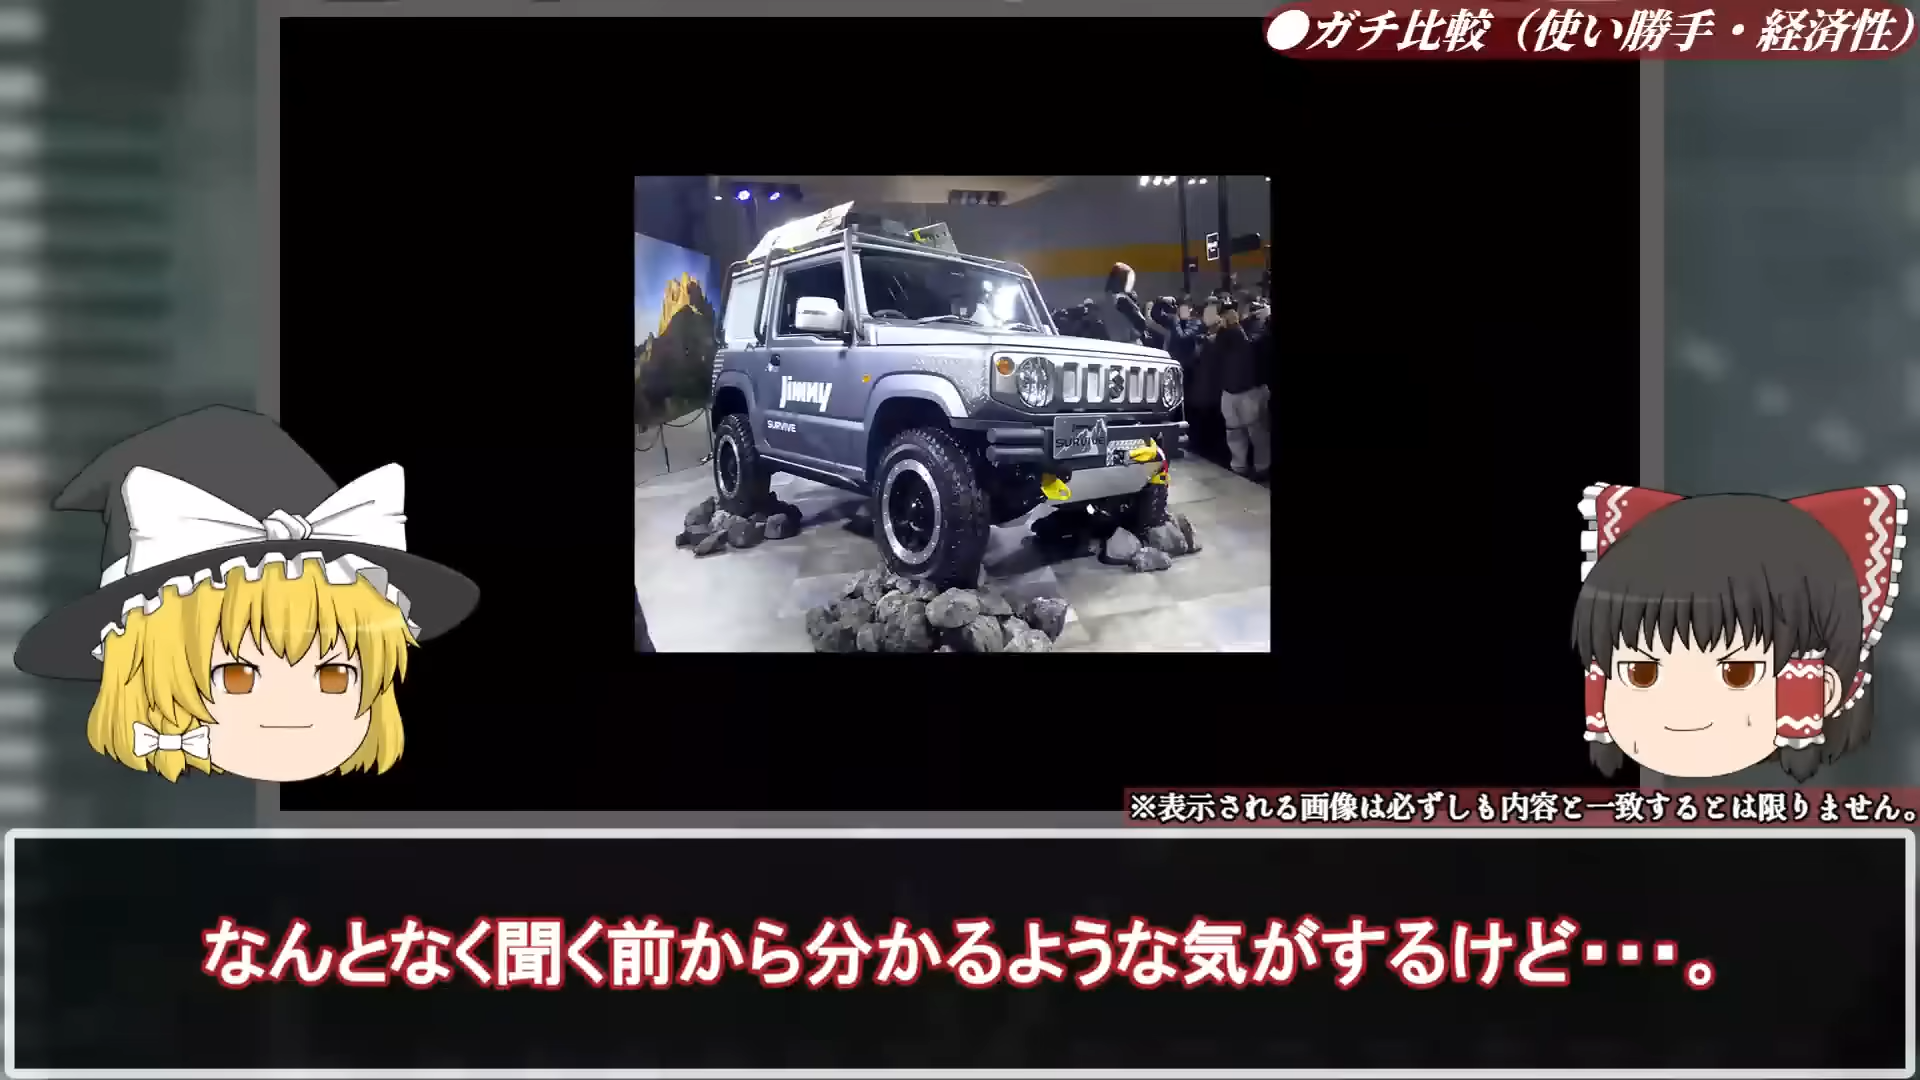 ●ガチ比較（使い勝手・経済性）
Jimny
SURVIVE
SURVIVE
※表示される画像は必ずしも内容と一致するとは限りません。
なんとなく聞く前から分かるような気がするけど・・・。